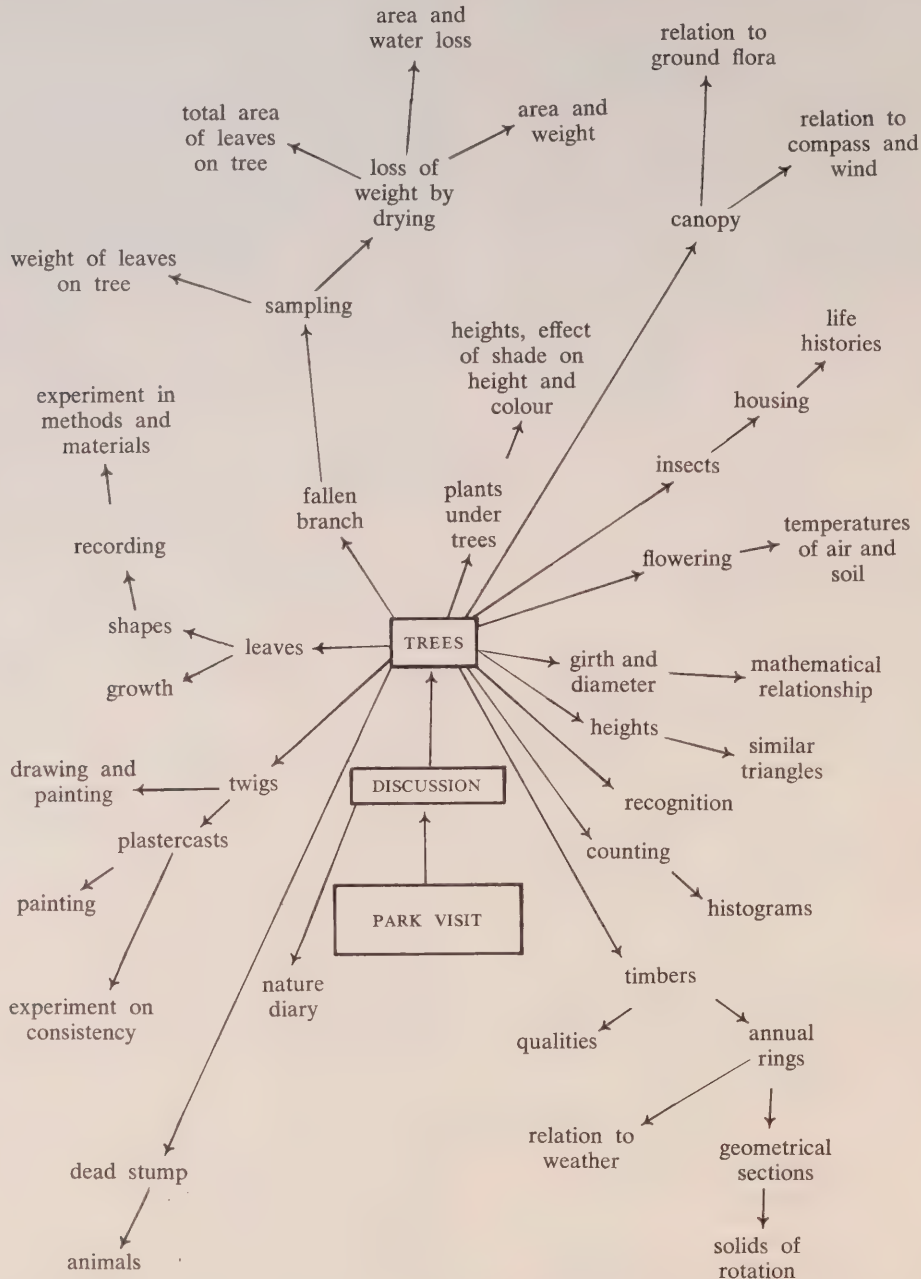 area and
water loss
relation to
ground flora
total area
of leaves
on tree
area and
weight
relation to
compass and
wind
loss of
weight by
drying
canopy
weight of leaves
on tree
sampling
heights, effect
of shade on
height and
colour
life
histories
experiment in
methods and
materials
housing
insects
fallen
branch
plants
under
trees
temperatures
of air and
soil
recording
flowering
shapes
leaves
TREES
girth and
diameter
mathematical
relationship
growth
heights
similar
triangles
drawing and
painting
twigs
DISCUSSION
recognition
plastercasts
counting
painting
PARK VISIT
histograms
nature
diary
timbers
experiment on
consistency
qualities
annual
rings
relation to
weather
geometrical
sections
dead stump
animals
solids of
rotation